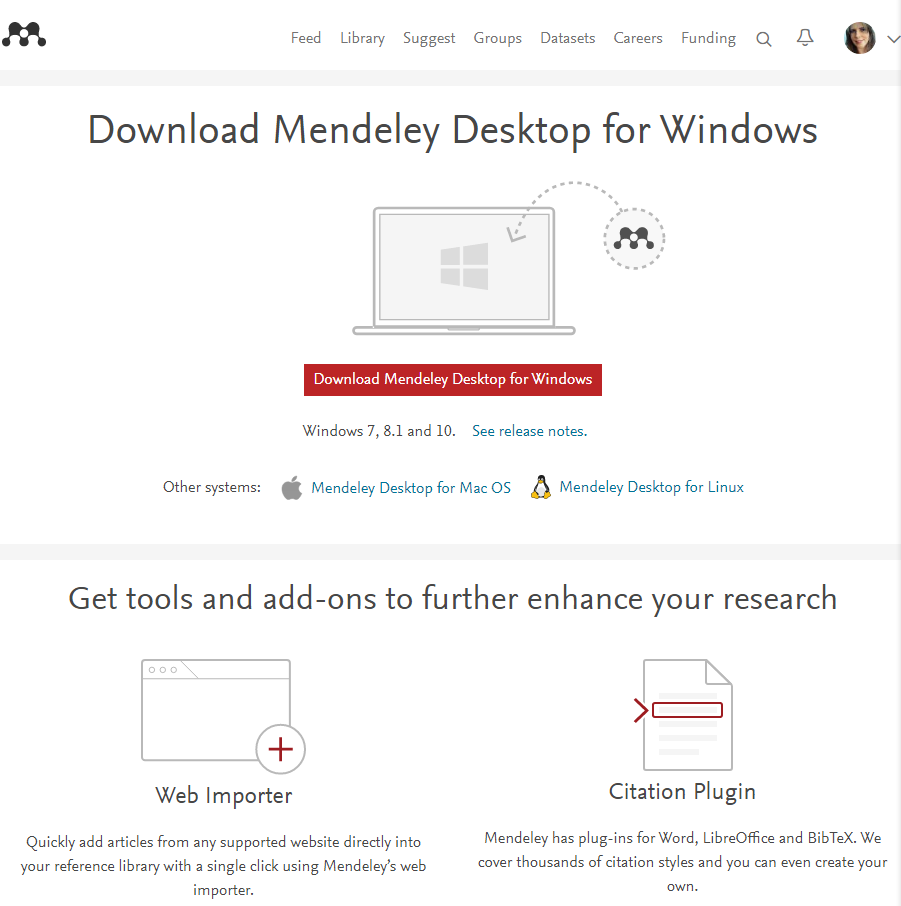 Feed Library Suggest Groups Datasets Careers Funding
Download Mendeley Desktop for Windows
Download Mendeley Desktop for Windows
Windows 7, 8.1 and 10. See release notes.
Other systems: Mendeley Desktop for Mac OS Mendeley Desktop for Linux
Get tools and add-ons to further enhance your research
Web Importer
Quickly add articles from any supported website directly into
your reference library with a single click using Mendeley’s web
importer.
Citation Plugin
Mendeley has plug-ins for Word, LibreOffice and BibTeX. We
cover thousands of citation styles and you can even create your
own.